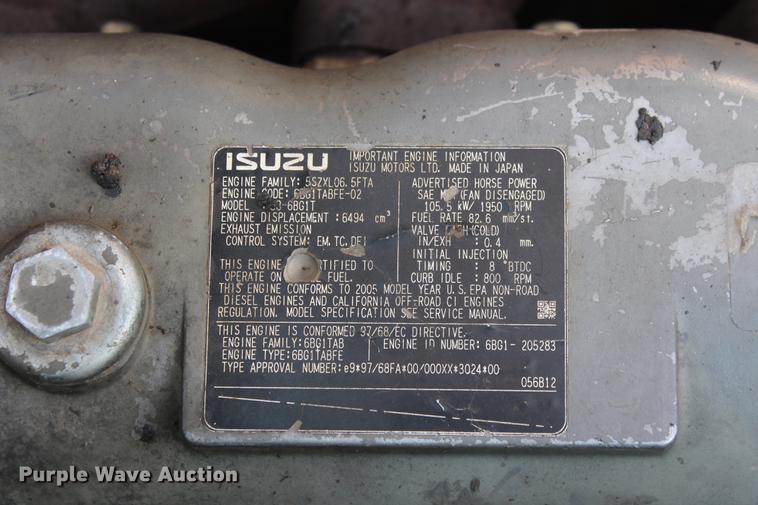 ISUZU IMPORTANT ENGINE INFORMATION
ISUZU MOTORS LTD. MADE IN JAPAN
ENGINE FAMILY: 5SZXL06.5FTA
ENGINE CODE: 6BG1TABFE-02
MODEL -6BG1T
ENGINE DISPLACEMENT: 6494 cm³
EXHAUST EMISSION
CONTROL SYSTEM: EM, TC, DFI
THIS ENGINE TIFIED TO
OPERATE ON FUEL.
ADVERTISED HORSE POWER
SAE (FAN DISENGAGED)
105.5 kW/ 1950 RPM
FUEL RATE 82.6 /st.
VALVE (COLD)
IN/EXH : 0.4 mm.
INITIAL INJECTION
TIMING : 8 °BTDC
CURB IDLE : 800 RPM
THIS ENGINE CONFORMS TO 2005 MODEL YEAR U.S. EPA NON-ROAD
DIESEL ENGINES AND CALIFORNIA OFF-ROAD CI ENGINES
REGULATION. MODEL SPECIFICATION SEE SERVICE MANUAL.
THIS ENGINE IS CONFORMED 97/68/EC DIRECTIVE.
ENGINE FAMILY:6BG1TAB ENGINE ID NUMBER: 6BG1- 205283
ENGINE TYPE:6BG1TABFE
TYPE APPROVAL NUMBER: e9*97/68FA*00/000XX*3024*00
056B12
Purple Wave Auction